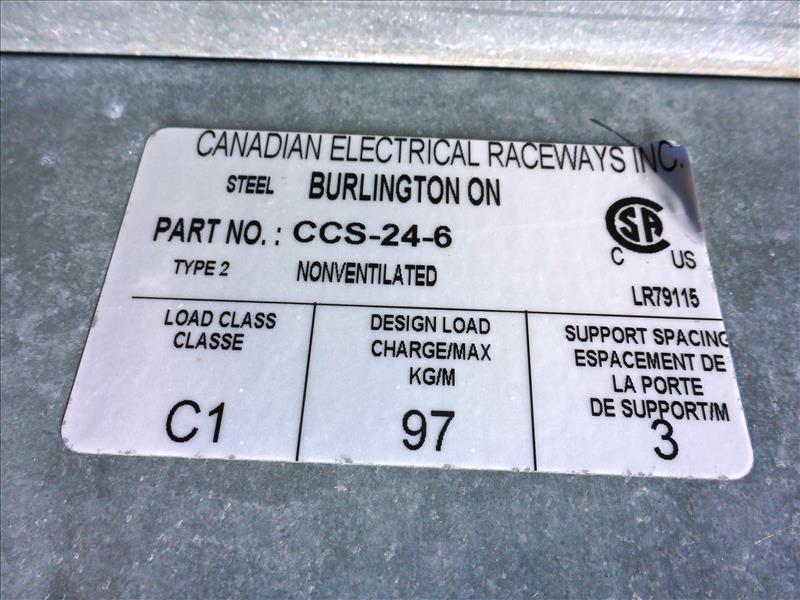 CANADIAN ELECTRICAL RACEWAYS INC.
STEEL BURLINGTON ON
PART NO. : CCS-24-6
TYPE 2 NONVENTILATED
CSA
C US
LR79115
LOAD CLASS
CLASSE
C1
DESIGN LOAD
CHARGE/MAX
KG/M
97
SUPPORT SPACING
ESPACEMENT DE
LA PORTE
DE SUPPORT/M
3